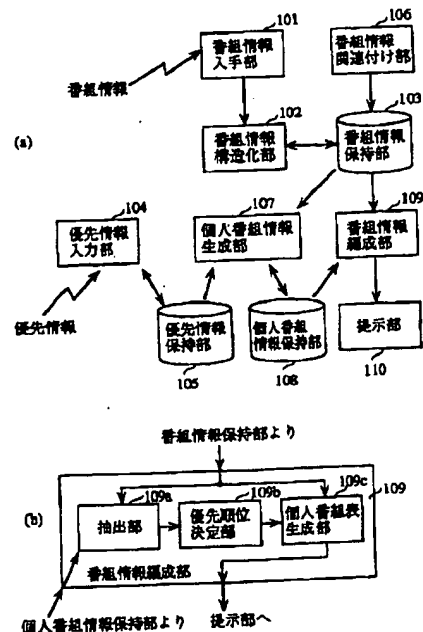 101
番組情報
入手部
106
番組情報
関連付け部
番組情報
(a)
102
番組情報
構造化部
103
番組情報
保持部
104
優先情報
入力部
107
個人番組情報
生成部
109
番組情報
編成部
優先情報
優先情報
保持部
105
個人番組
情報保持部
108
提示部
110
番組情報保持部より
(b)
109
109a
抽出部
109b
優先順位
決定部
109c
個人番組表
生成部
番組情報編成部
個人番組情報保持部より
提示部へ